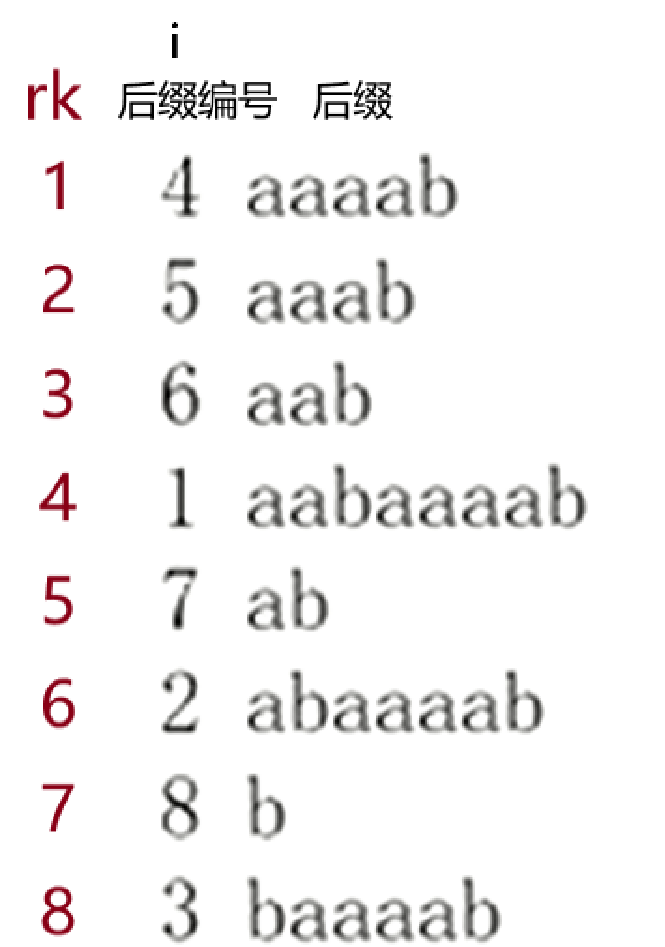 i
rk 后缀编号 后缀
1 4 aaaab
2 5 aaab
3 6 aab
4 1 aabaaaab
5 7 ab
6 2 abaaaab
7 8 b
8 3 baaaab